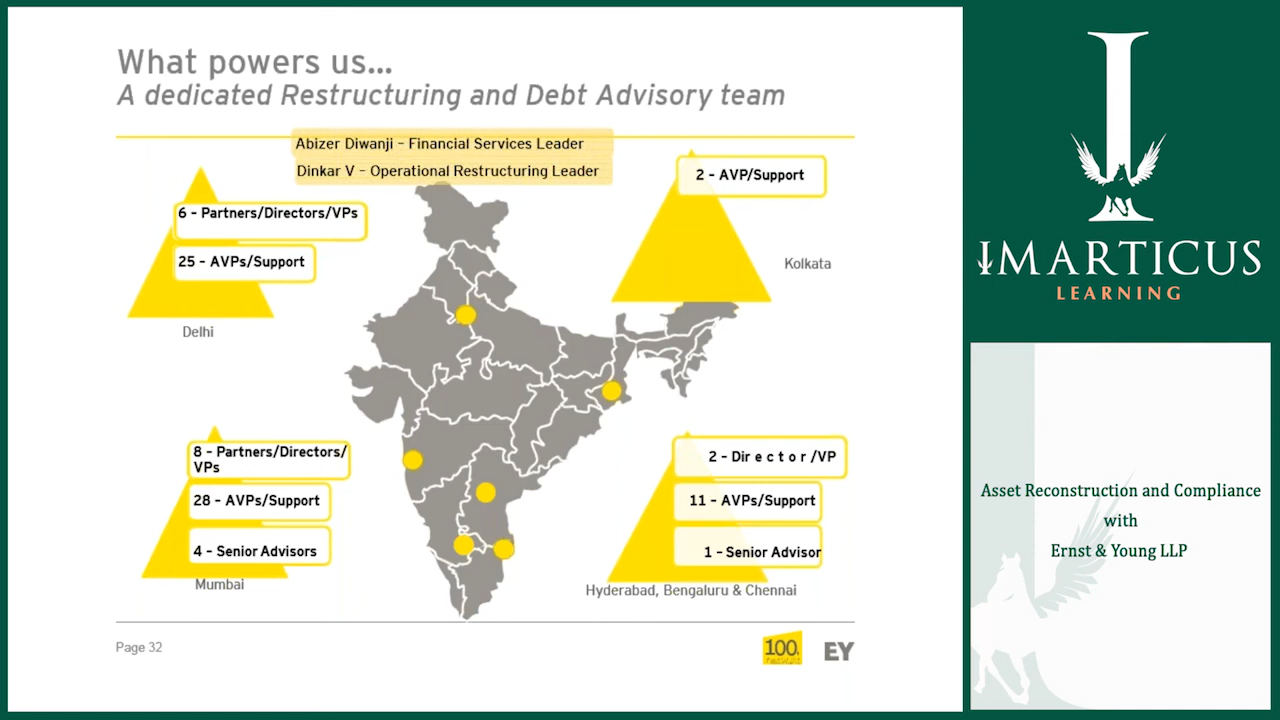 What powers us...
A dedicated Restructuring and Debt Advisory team
Abizer Diwanji – Financial Services Leader
Dinkar V – Operational Restructuring Leader
6 – Partners/Directors/VPs
25 – AVPs/Support
Delhi
2 – AVP/Support
Kolkata
8 – Partners/Directors/
VPs
28 – AVPs/Support
4 – Senior Advisors
Mumbai
2 – Director/VP
11 – AVPs/Support
1 – Senior Advisor
Hyderabad, Bengaluru & Chennai
Page 32
100
EY
IMARTICUS
LEARNING
Asset Reconstruction and Compliance
with
Ernst & Young LLP